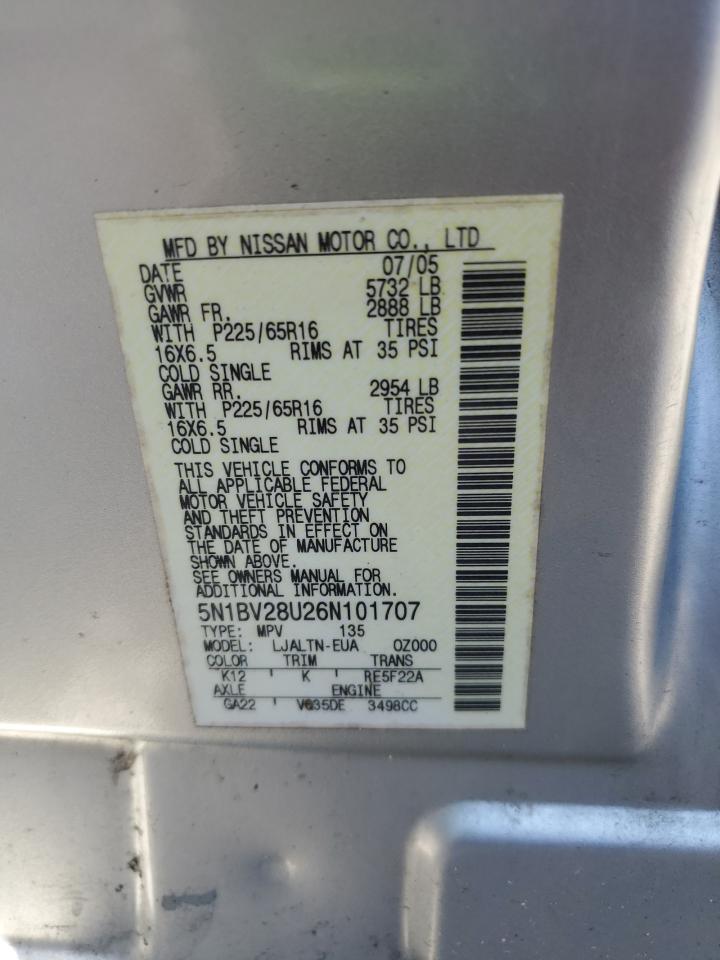 MFD BY NISSAN MOTOR CO., LTD
DATE 07/05
GVWR 5732 LB
GAWR FR. 2888 LB
WITH P225/65R16 TIRES
16X6.5 RIMS AT 35 PSI
COLD SINGLE
GAWR RR. 2954 LB
WITH P225/65R16 TIRES
16X6.5 RIMS AT 35 PSI
COLD SINGLE
THIS VEHICLE CONFORMS TO
ALL APPLICABLE FEDERAL
MOTOR VEHICLE SAFETY
AND THEFT PREVENTION
STANDARDS IN EFFECT ON
THE DATE OF MANUFACTURE
SHOWN ABOVE.
SEE OWNERS MANUAL FOR
ADDITIONAL INFORMATION.
5N1BV28U26N101707
TYPE: MPV 135
MODEL: LJALTN-EUA OZ000
COLOR TRIM TRANS
K12 K RE5F22A
AXLE ENGINE
GA22 VQ35DE 3498CC